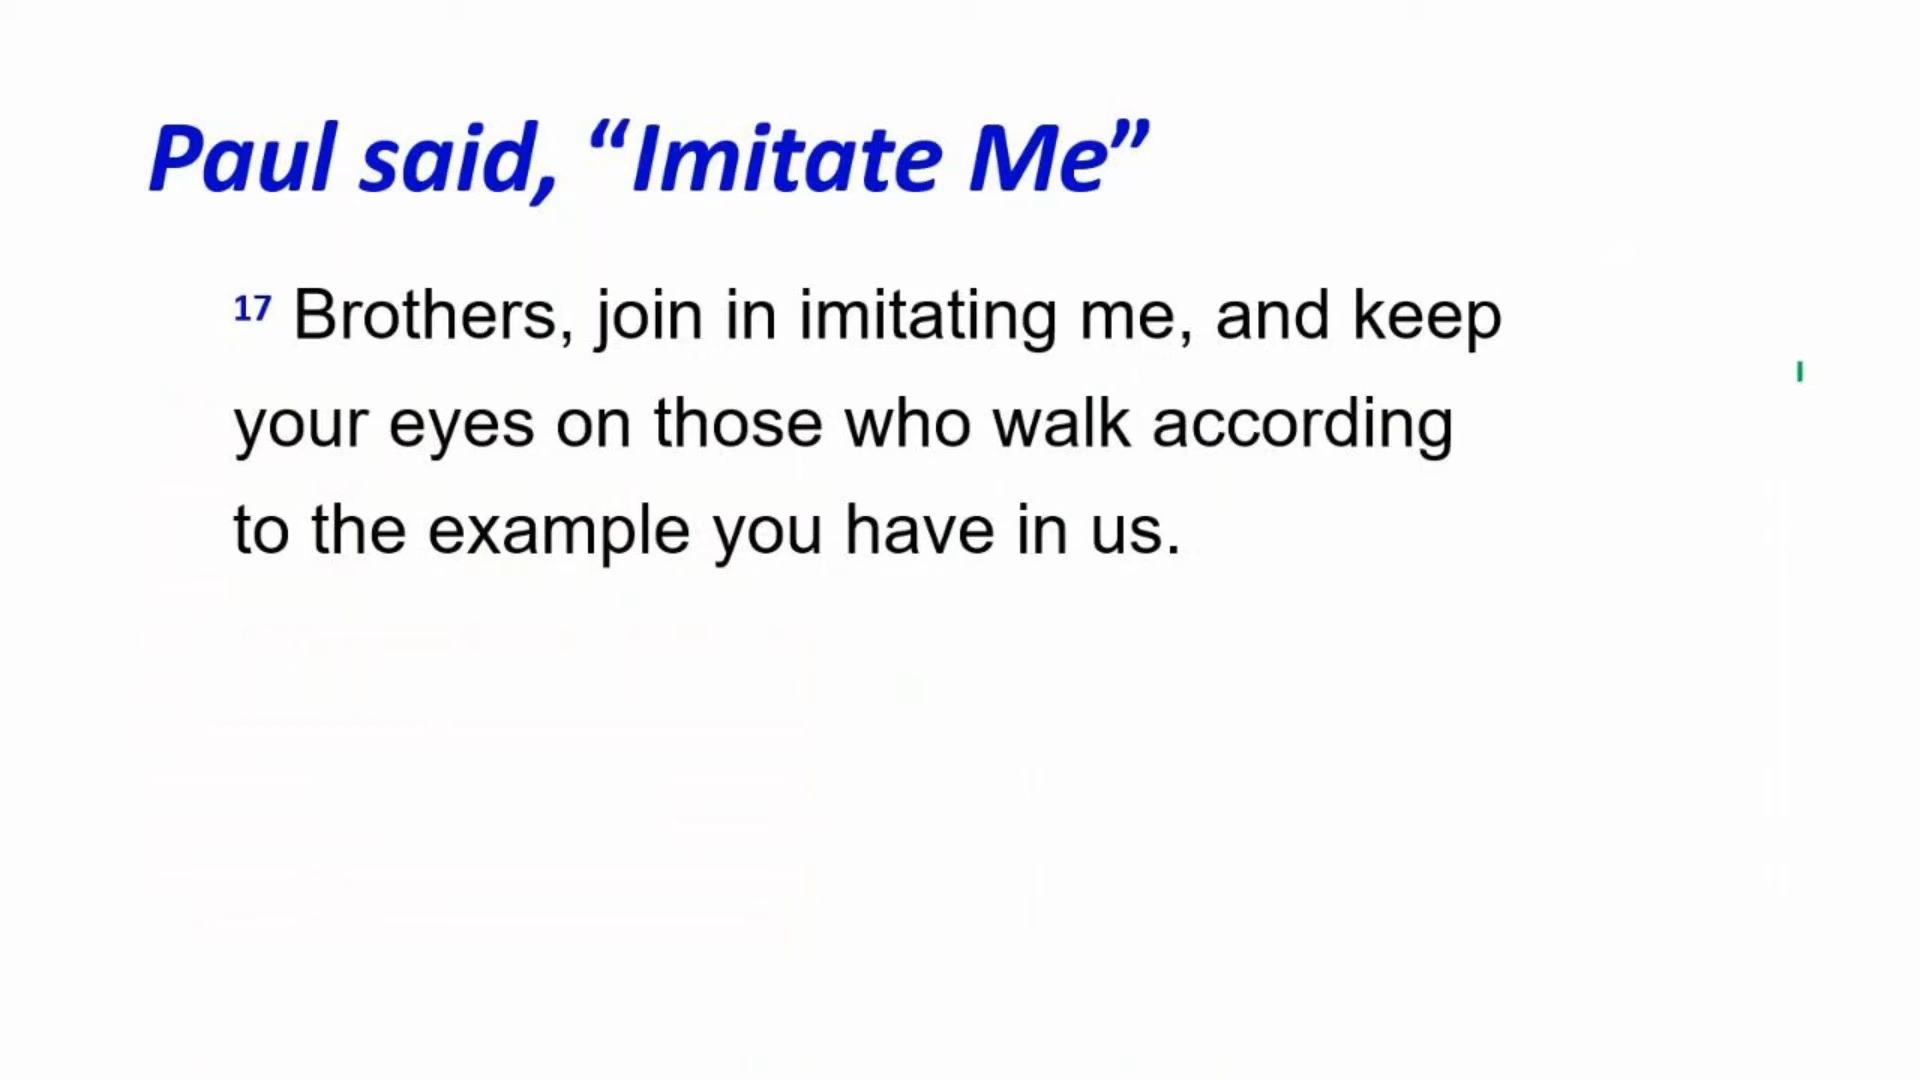 Paul said, “Imitate Me”
17 Brothers, join in imitating me, and keep
your eyes on those who walk according
to the example you have in us.